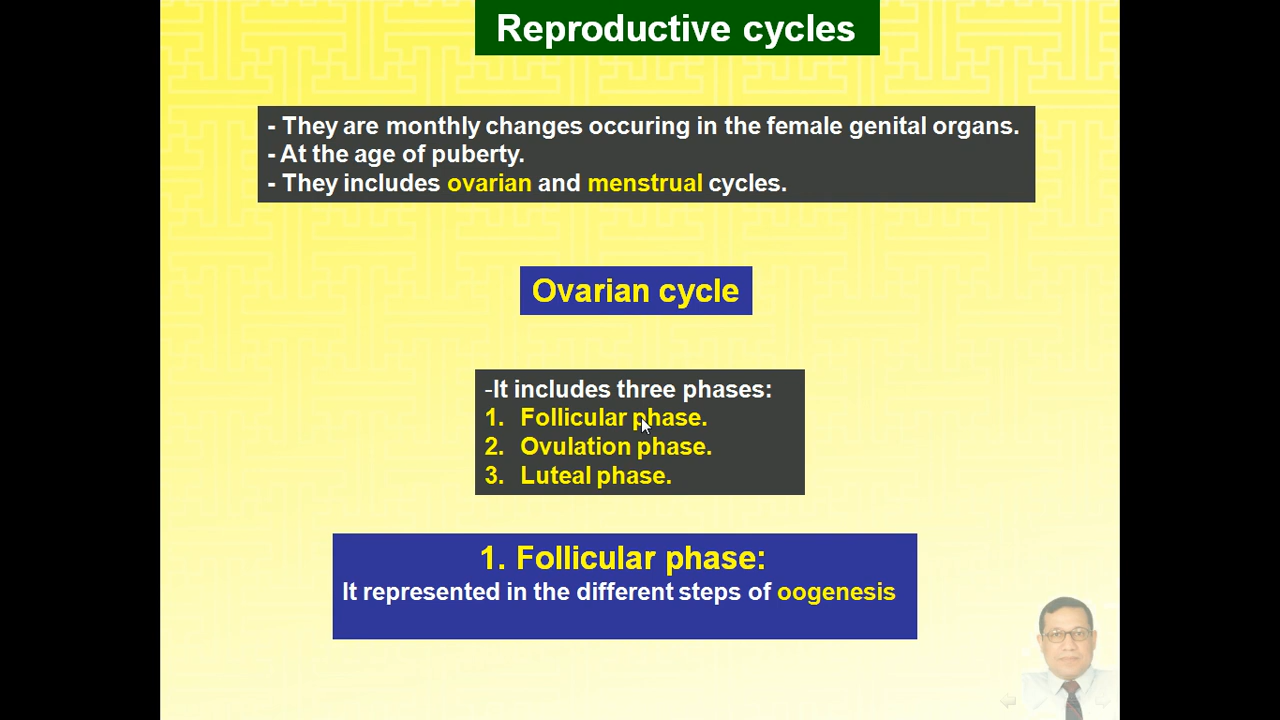 Reproductive cycles
- They are monthly changes occuring in the female genital organs.
- At the age of puberty.
- They includes ovarian and menstrual cycles.
Ovarian cycle
-It includes three phases:
1. Follicular phase.
2. Ovulation phase.
3. Luteal phase.
1. Follicular phase:
It represented in the different steps of oogenesis